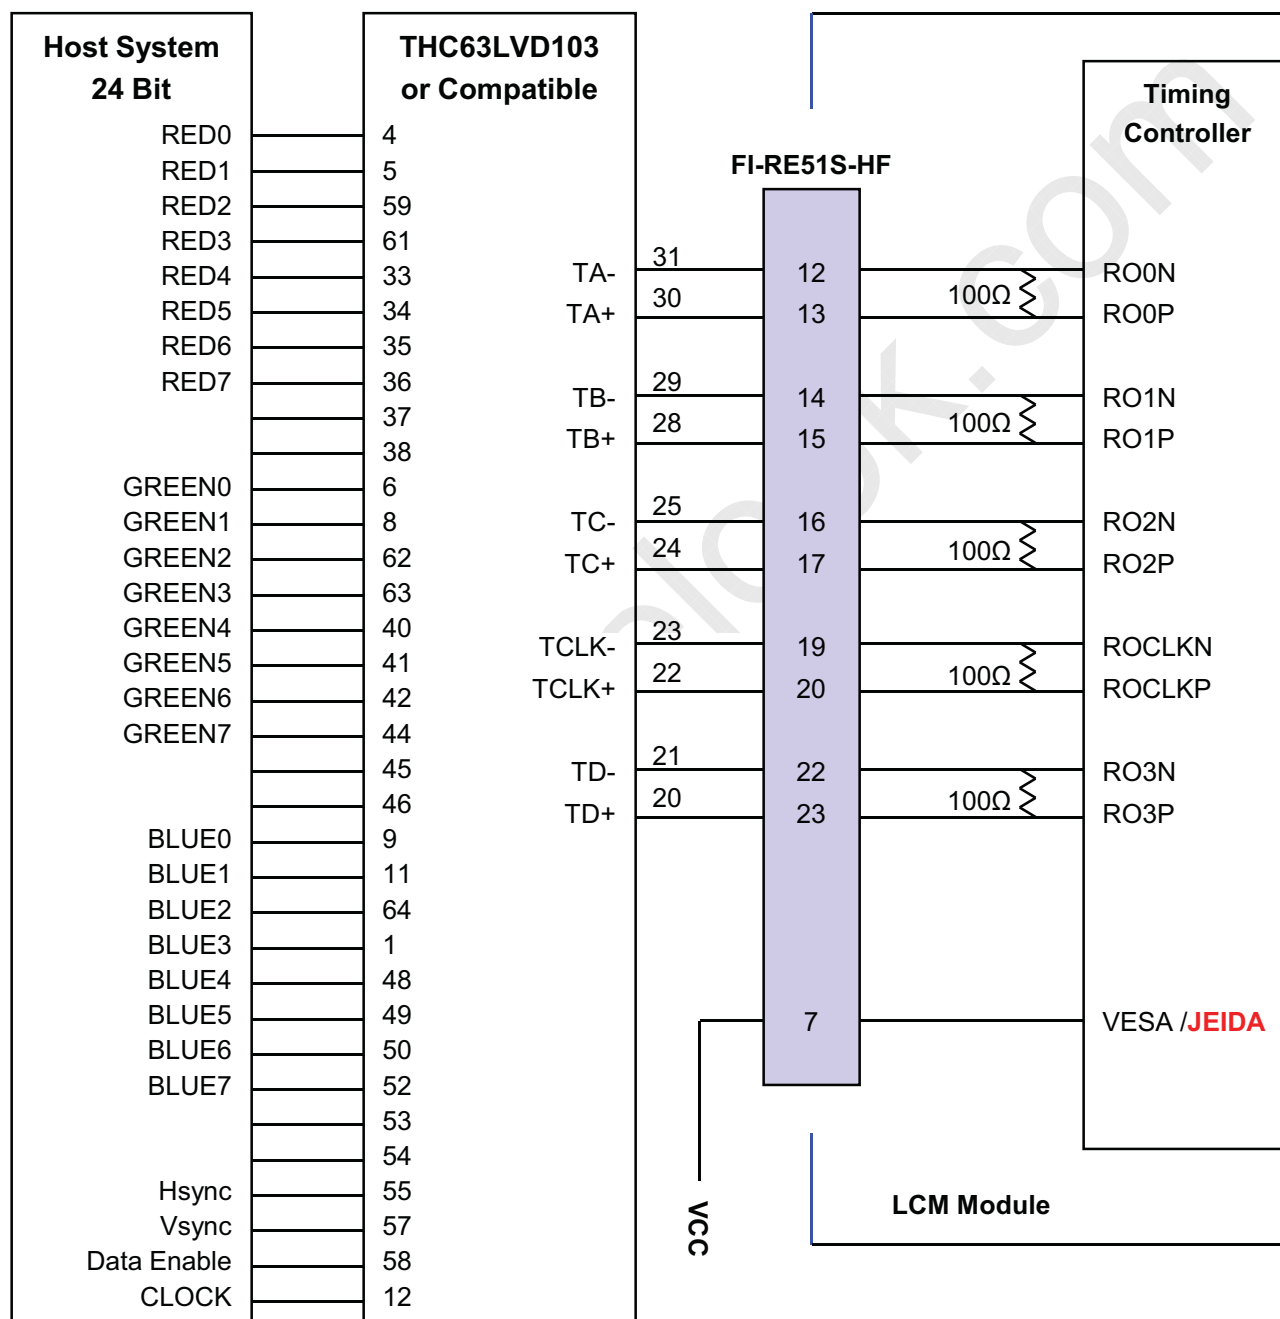 Host System
24 Bit
RED0
RED1
RED2
RED3
RED4
RED5
RED6
RED7
GREEN0
GREEN1
GREEN2
GREEN3
GREEN4
GREEN5
GREEN6
GREEN7
BLUE0
BLUE1
BLUE2
BLUE3
BLUE4
BLUE5
BLUE6
BLUE7
Hsync
Vsync
Data Enable
CLOCK
THC63LVD103
or Compatible
4
5
59
61
33
34
35
36
37
38
6
8
62
63
40
41
42
44
45
46
9
11
64
1
48
49
50
52
53
54
55
57
58
12
TA-
TA+
TB-
TB+
TC-
TC+
TCLK-
TCLK+
TD-
TD+
31
30
29
28
25
24
23
22
21
20
FI-RE51S-HF
12
13
14
15
16
17
19
20
22
23
7
VCC
100Ω
100Ω
100Ω
100Ω
100Ω
Timing
Controller
RO0N
RO0P
RO1N
RO1P
RO2N
RO2P
ROCLKN
ROCLKP
RO3N
RO3P
VESA /JEIDA
LCM Module